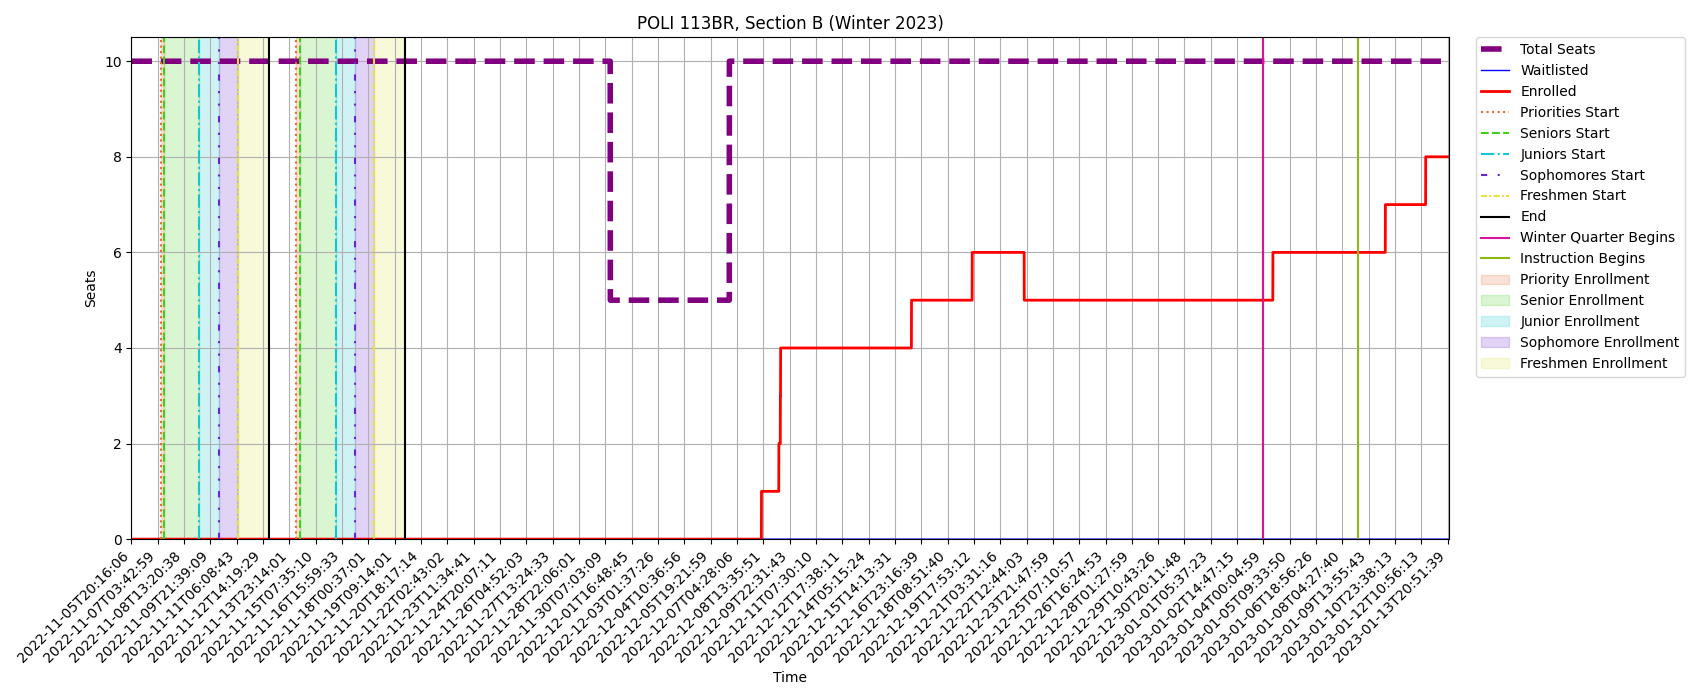 POLI 113BR, Section B (Winter 2023)
Seats
10
8
6
4
2
0
2022-11-05T20:16:06
2022-11-07T03:42:59
2022-11-08T13:20:38
2022-11-09T21:39:09
2022-11-11T06:08:43
2022-11-12T14:19:29
2022-11-13T23:14:01
2022-11-15T07:35:10
2022-11-16T15:59:33
2022-11-18T00:37:01
2022-11-19T09:14:01
2022-11-20T18:17:14
2022-11-22T02:43:02
2022-11-23T11:34:41
2022-11-24T20:07:11
2022-11-26T04:52:03
2022-11-27T13:24:33
2022-11-28T22:06:01
2022-11-30T07:03:09
2022-12-01T16:48:45
2022-12-03T01:37:26
2022-12-04T10:36:56
2022-12-05T19:21:59
2022-12-07T04:28:06
2022-12-08T13:35:51
2022-12-09T22:31:43
2022-12-11T07:30:10
2022-12-12T17:38:11
2022-12-14T05:15:24
2022-12-15T14:13:31
2022-12-16T23:16:39
2022-12-18T08:51:40
2022-12-19T17:53:12
2022-12-21T03:31:16
2022-12-22T12:44:03
2022-12-23T21:47:59
2022-12-25T07:10:57
2022-12-26T16:24:53
2022-12-28T01:27:59
2022-12-29T10:43:26
2022-12-30T20:11:48
2023-01-01T05:37:23
2023-01-02T14:47:15
2023-01-04T00:04:59
2023-01-05T09:33:50
2023-01-06T18:56:26
2023-01-08T04:27:40
2023-01-09T13:55:43
2023-01-10T23:38:13
2023-01-12T10:56:13
2023-01-13T20:51:39
Time
Total Seats
Waitlisted
Enrolled
Priorities Start
Seniors Start
Juniors Start
Sophomores Start
Freshmen Start
End
Winter Quarter Begins
Instruction Begins
Priority Enrollment
Senior Enrollment
Junior Enrollment
Sophomore Enrollment
Freshmen Enrollment